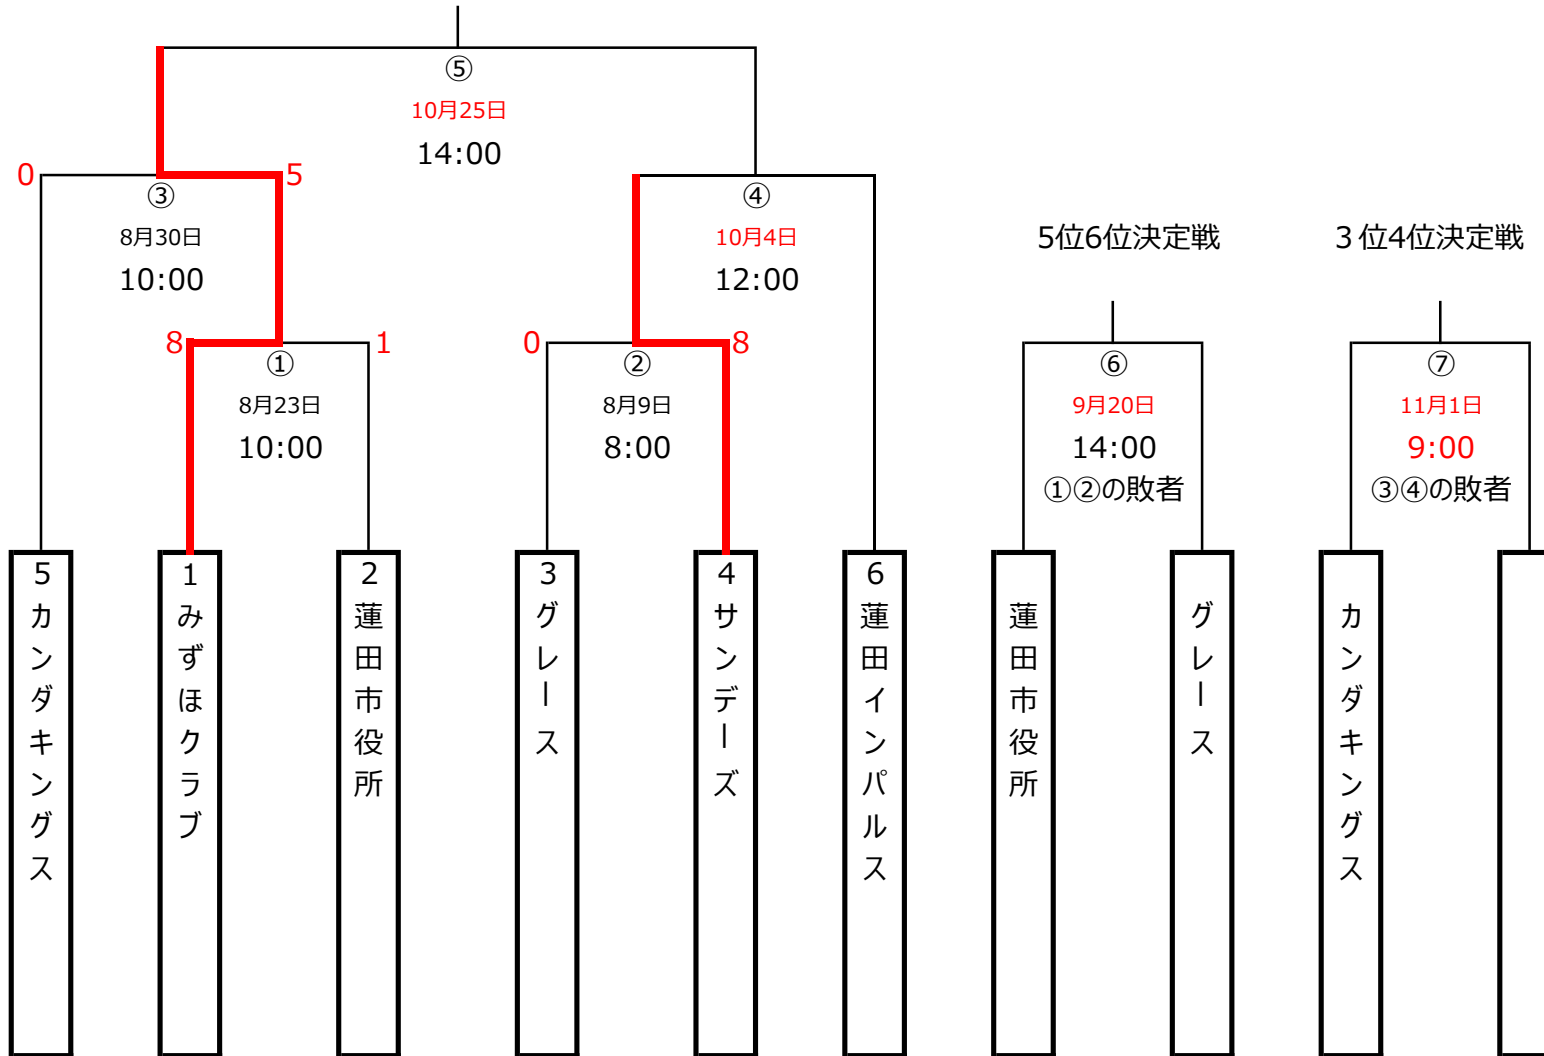 ⑤
10月25日
14:00
0
5
③
8月30日
10:00
④
10月4日
12:00
5位6位決定戦
３位4位決定戦
8
1
①
8月23日
10:00
0
8
②
8月9日
8:00
⑥
9月20日
14:00
①②の敗者
⑦
11月1日
9:00
③④の敗者
5カンダキングス
1みずほクラブ
2蓮田市役所
3グレース
4サンデーズ
6蓮田インパルス
蓮田市役所
グレース
カンダキングス